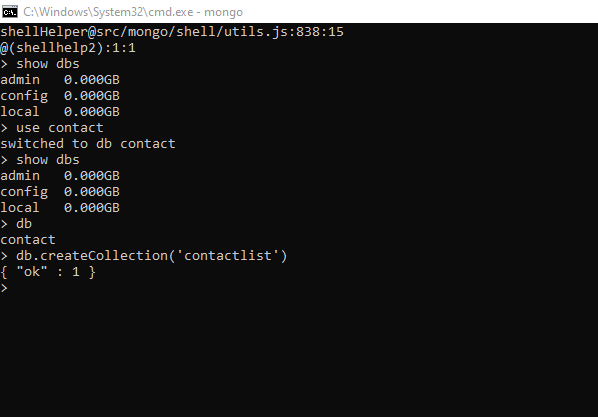 C:\Windows\System32\cmd.exe - mongo
shellHelper@src/mongo/shell/utils.js:838:15
@(shellhelp2):1:1
> show dbs
admin   0.000GB
config  0.000GB
local   0.000GB
> use contact
switched to db contact
> show dbs
admin   0.000GB
config  0.000GB
local   0.000GB
> db
contact
> db.createCollection('contactlist')
{ "ok" : 1 }
>